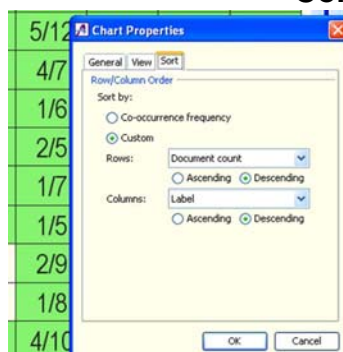 5/12
4/7
1/6
2/5
1/7
1/5
2/9
1/8
4/10
Chart Properties
General View Sort
Row/Column Order
Sort by:
Co-occurrence frequency
Custom
Rows: Document count
Ascending Descending
Columns: Label
Ascending Descending
OK Cancel